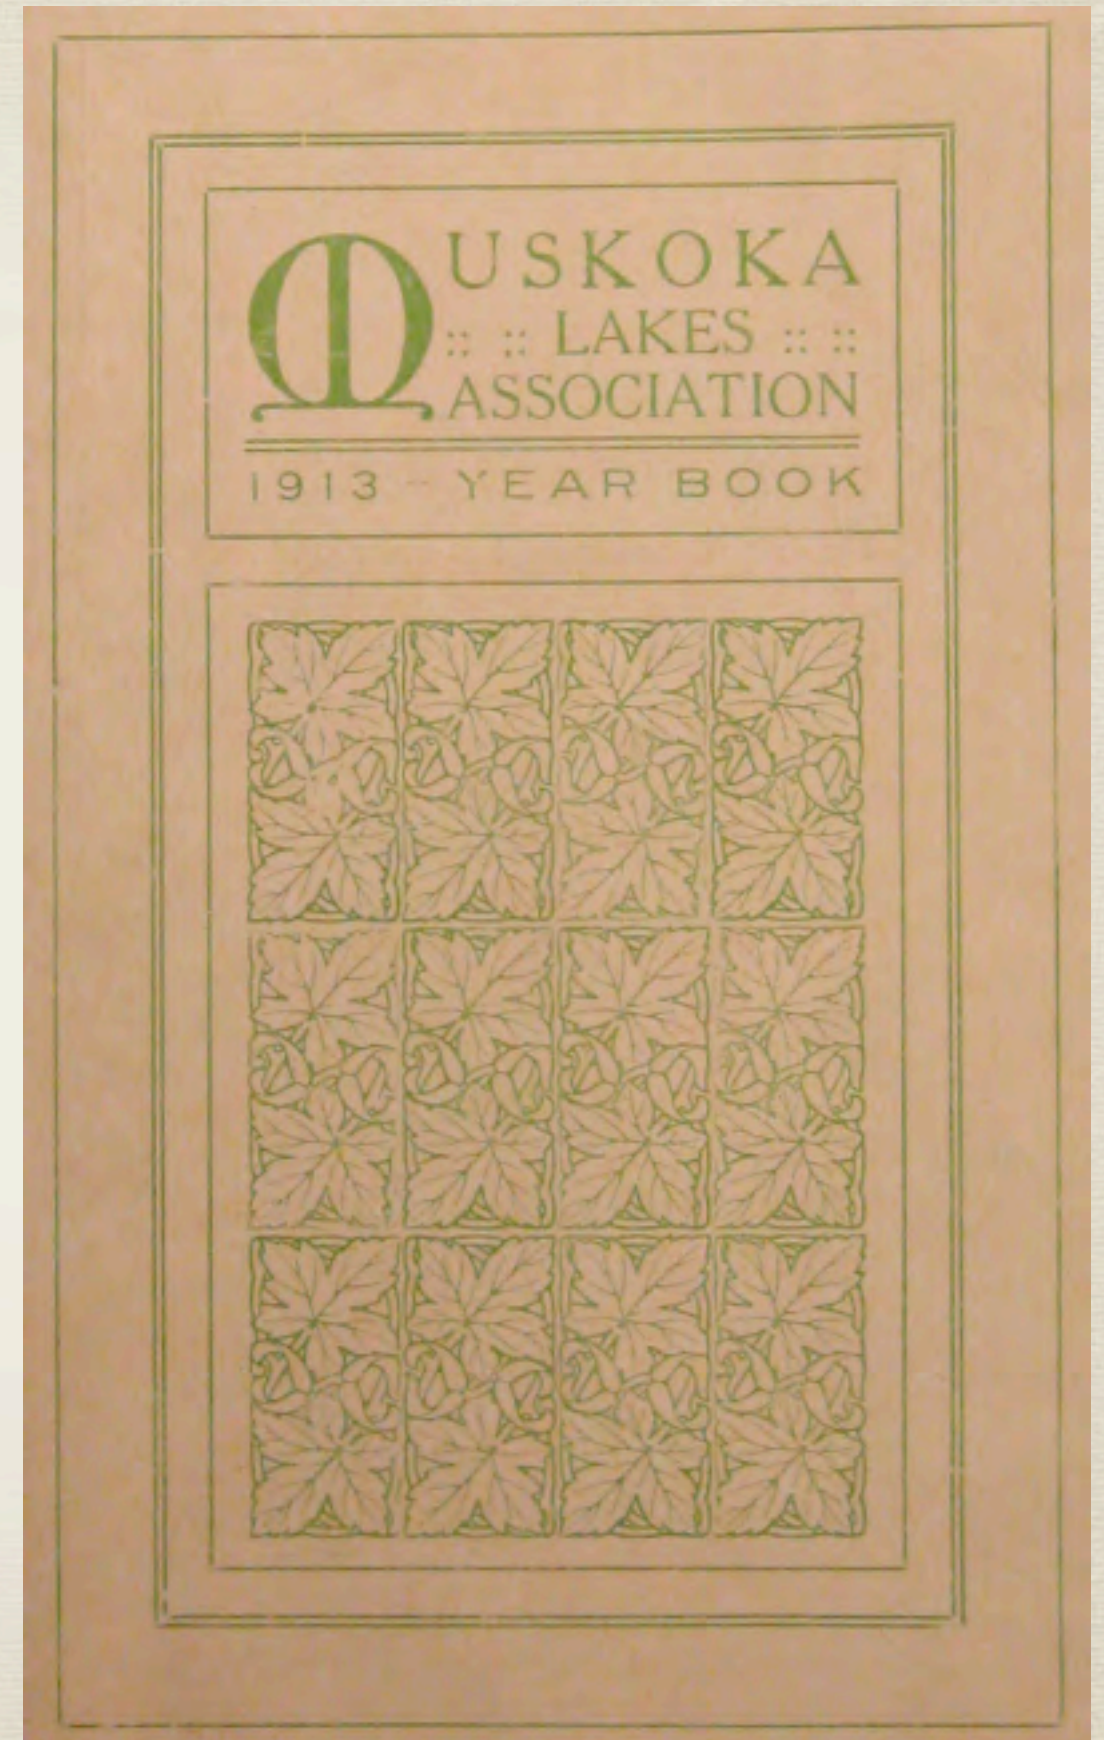 MUSKOKA
:: :: LAKES :: ::
ASSOCIATION
1913 - YEAR BOOK